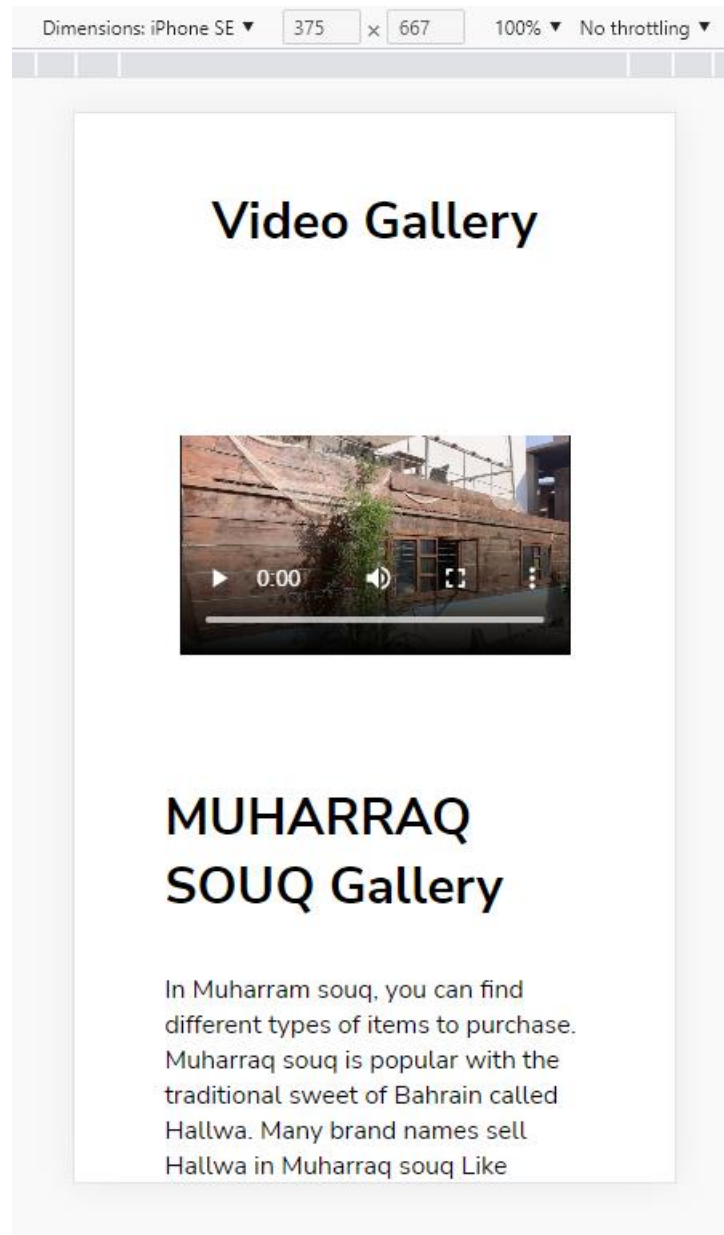 Dimensions: iPhone SE ▼ 375 × 667 100% ▼ No throttling ▼
Video Gallery
0:00
MUHARRAQ
SOUQ Gallery
In Muharram souq, you can find
different types of items to purchase.
Muharraq souq is popular with the
traditional sweet of Bahrain called
Hallwa. Many brand names sell
Hallwa in Muharraq souq Like